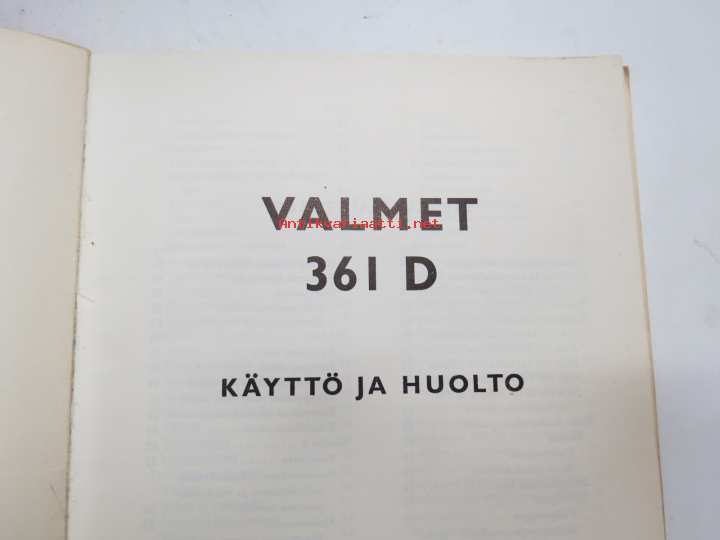 VALMET
Antikvariaatti.net
361 D
KÄYTTÖ JA HUOLTO